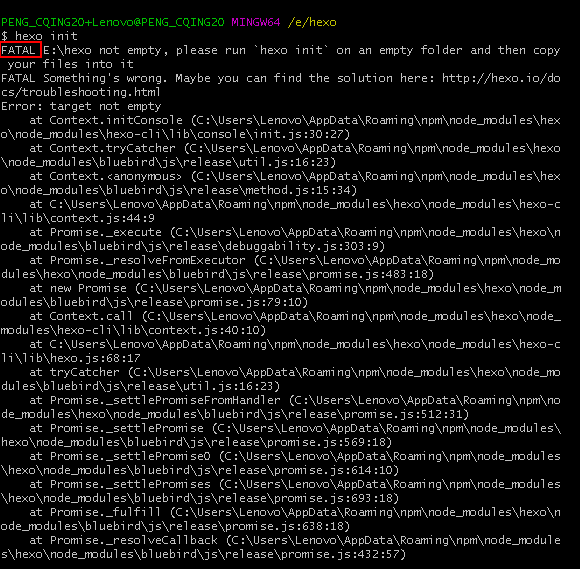 PENG_CQING20+Lenovo@PENG_CQING20 MINGW64 /e/hexo
$ hexo init
FATAL E:\hexo not empty, please run `hexo init` on an empty folder and then copy
 your files into it
FATAL Something's wrong. Maybe you can find the solution here: http://hexo.io/do
cs/troubleshooting.html
Error: target not empty
    at Context.initConsole (C:\Users\Lenovo\AppData\Roaming\npm\node_modules\hex
o\node_modules\hexo-cli\lib\console\init.js:30:27)
    at Context.tryCatcher (C:\Users\Lenovo\AppData\Roaming\npm\node_modules\hexo
\node_modules\bluebird\js\release\util.js:16:23)
    at Context.<anonymous> (C:\Users\Lenovo\AppData\Roaming\npm\node_modules\hex
o\node_modules\bluebird\js\release\method.js:15:34)
    at C:\Users\Lenovo\AppData\Roaming\npm\node_modules\hexo\node_modules\hexo-c
li\lib\context.js:44:9
    at Promise._execute (C:\Users\Lenovo\AppData\Roaming\npm\node_modules\hexo\n
ode_modules\bluebird\js\release\debuggability.js:303:9)
    at Promise._resolveFromExecutor (C:\Users\Lenovo\AppData\Roaming\npm\node_mo
dules\hexo\node_modules\bluebird\js\release\promise.js:483:18)
    at new Promise (C:\Users\Lenovo\AppData\Roaming\npm\node_modules\hexo\node_m
odules\bluebird\js\release\promise.js:79:10)
    at Context.call (C:\Users\Lenovo\AppData\Roaming\npm\node_modules\hexo\node_
modules\hexo-cli\lib\context.js:40:10)
    at C:\Users\Lenovo\AppData\Roaming\npm\node_modules\hexo\node_modules\hexo-c
li\lib\hexo.js:68:17
    at tryCatcher (C:\Users\Lenovo\AppData\Roaming\npm\node_modules\hexo\node_mo
dules\bluebird\js\release\util.js:16:23)
    at Promise._settlePromiseFromHandler (C:\Users\Lenovo\AppData\Roaming\npm\no
de_modules\hexo\node_modules\bluebird\js\release\promise.js:512:31)
    at Promise._settlePromise (C:\Users\Lenovo\AppData\Roaming\npm\node_modules\
hexo\node_modules\bluebird\js\release\promise.js:569:18)
    at Promise._settlePromise0 (C:\Users\Lenovo\AppData\Roaming\npm\node_modules
\hexo\node_modules\bluebird\js\release\promise.js:614:10)
    at Promise._settlePromises (C:\Users\Lenovo\AppData\Roaming\npm\node_modules
\hexo\node_modules\bluebird\js\release\promise.js:693:18)
    at Promise._fulfill (C:\Users\Lenovo\AppData\Roaming\npm\node_modules\hexo\n
ode_modules\bluebird\js\release\promise.js:638:18)
    at Promise._resolveCallback (C:\Users\Lenovo\AppData\Roaming\npm\node_module
s\hexo\node_modules\bluebird\js\release\promise.js:432:57)